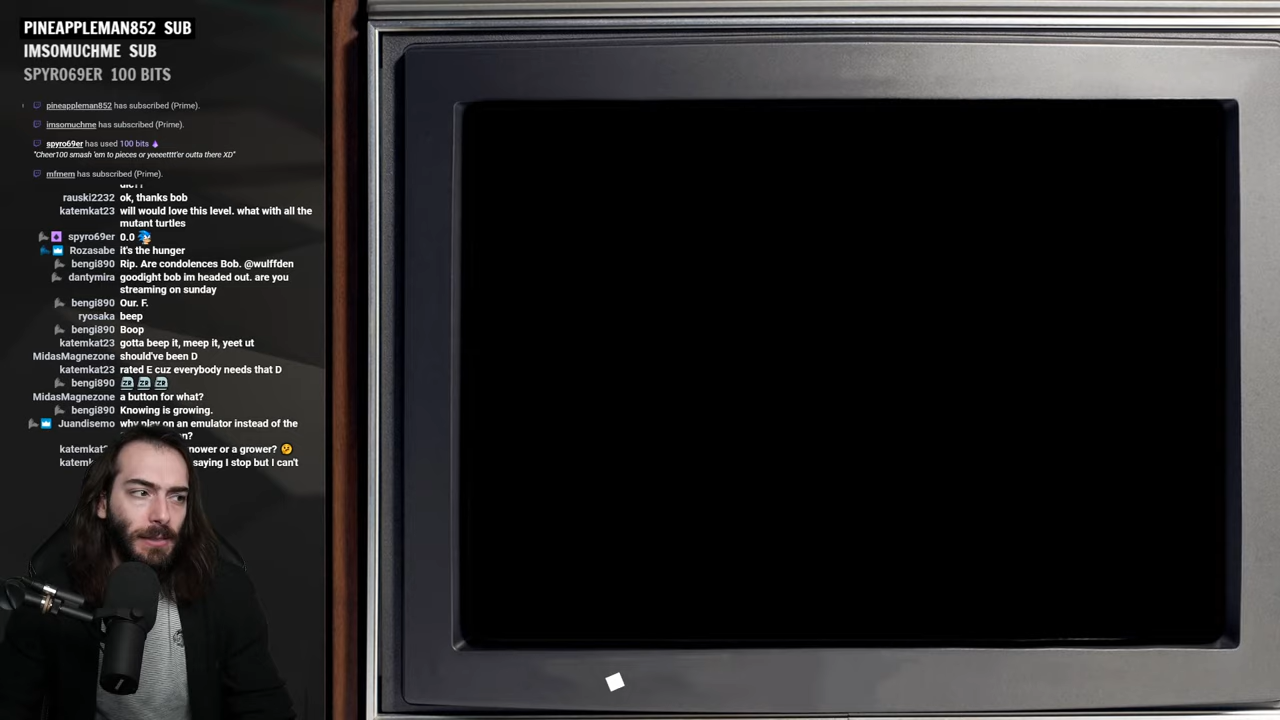 PINEAPPLEMAN852 SUB
IMSOMUCHME SUB
SPYRO69ER 100 BITS
pineappleman852 has subscribed (Prime).
imsomuchme has subscribed (Prime).
spyro69er has used 100 bits
"Cheer100 smash 'em to pieces or yeeeetttt'er outta there XD"
mfmem has subscribed (Prime).
rauski2232 ok, thanks bob
katemkat23 will would love this level. what with all the
mutant turtles
spyro69er 0.0
Rozasabe it's the hunger
bengi890 Rip. Are condolences Bob. @wulffden
dantymira goodight bob im headed out. are you
streaming on sunday
bengi890 Our. F.
ryosaka beep
bengi890 Boop
katemkat23 gotta beep it, meep it, yeet ut
MidasMagnezone should've been D
katemkat23 rated E cuz everybody needs that D
bengi890
MidasMagnezone a button for what?
bengi890 Knowing is growing.
Juandisemo why play on an emulator instead of the
katemkat2 or a grower?
katemk saying I stop but I can't